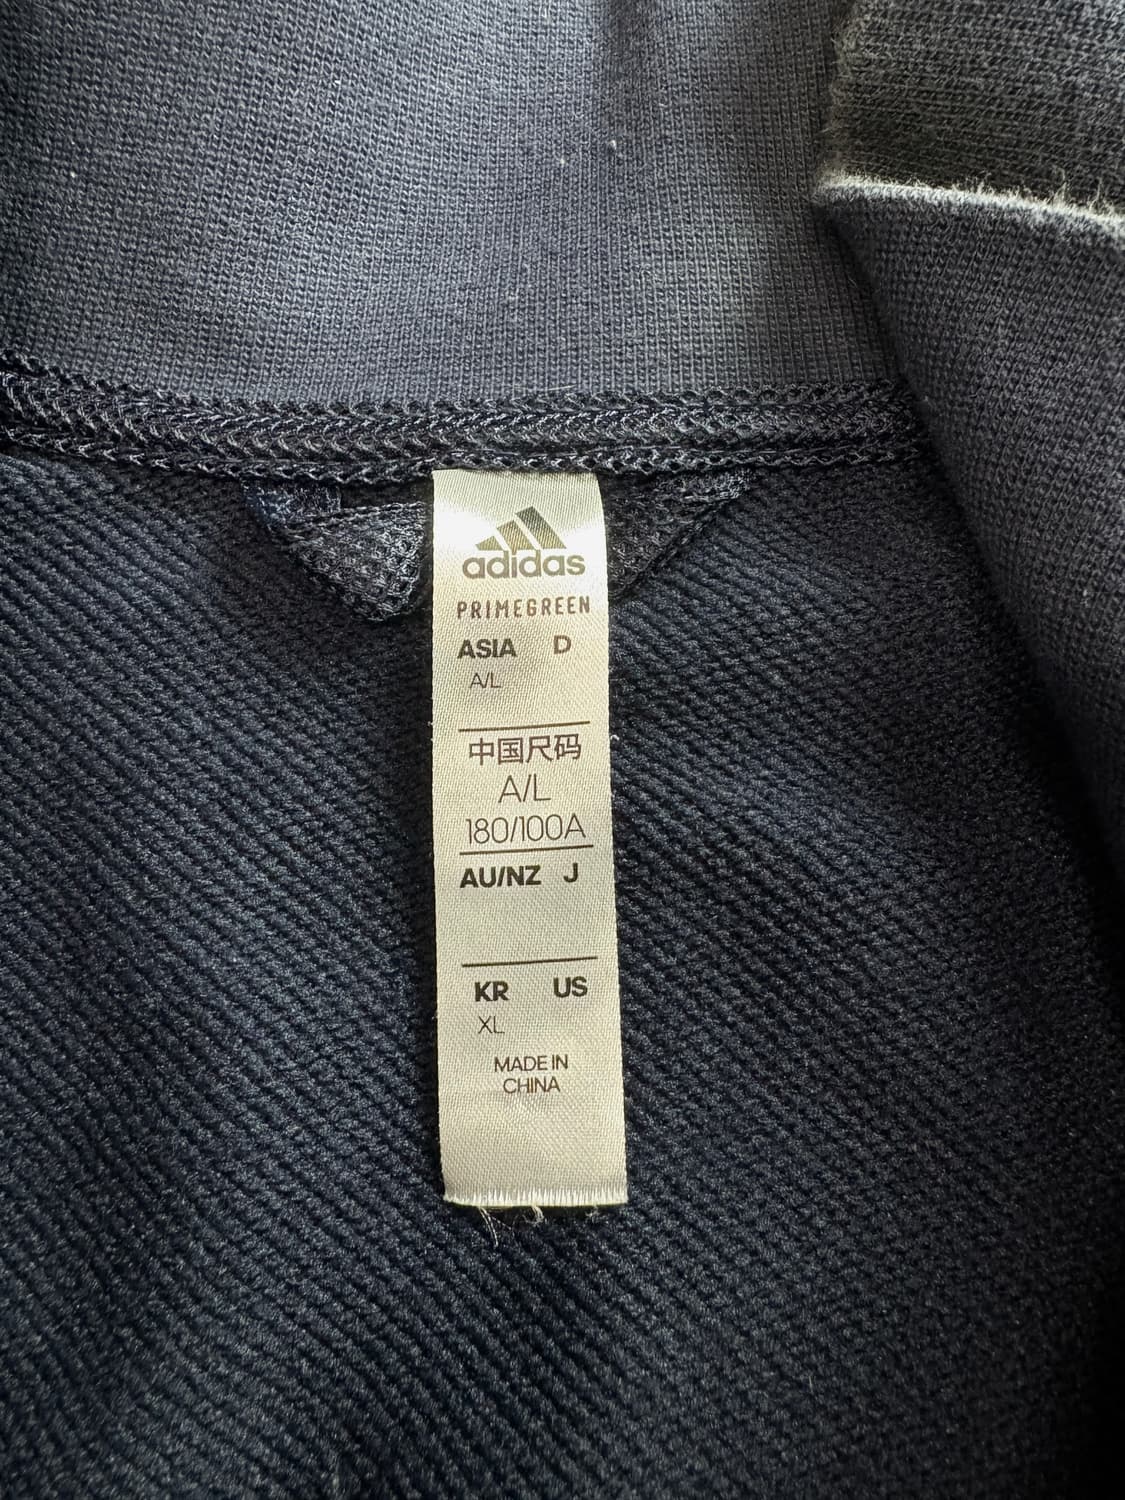 adidas
PRIMEGREEN
ASIA D
A/L
中国尺码
A/L
180/100A
AU/NZ J
KR US
XL
MADE IN
CHINA